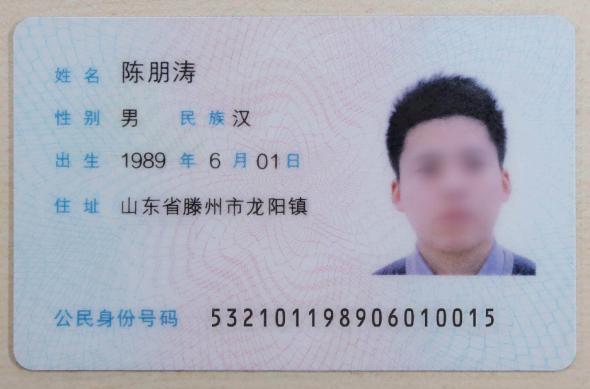 姓名 陈朋涛
性别 男 民族 汉
出生 1989 年 6 月 01 日
住址 山东省滕州市龙阳镇
公民身份号码 532101198906010015